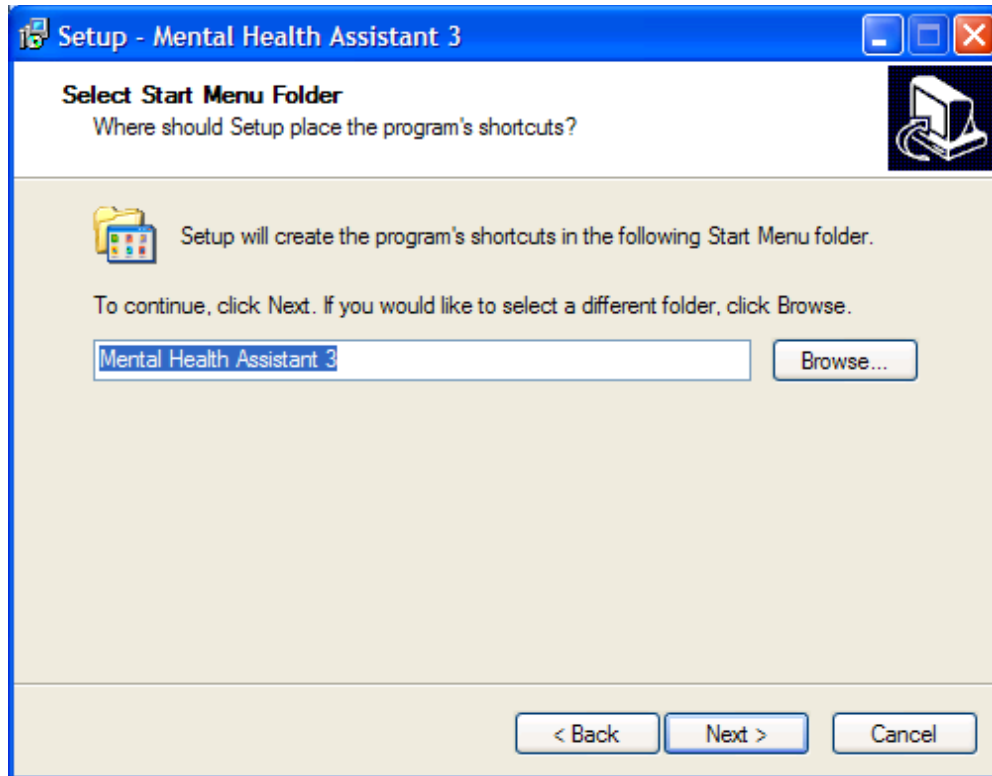 Setup - Mental Health Assistant 3
Select Start Menu Folder
Where should Setup place the program's shortcuts?
Setup will create the program's shortcuts in the following Start Menu folder.
To continue, click Next. If you would like to select a different folder, click Browse.
Mental Health Assistant 3
Browse...
< Back
Next >
Cancel